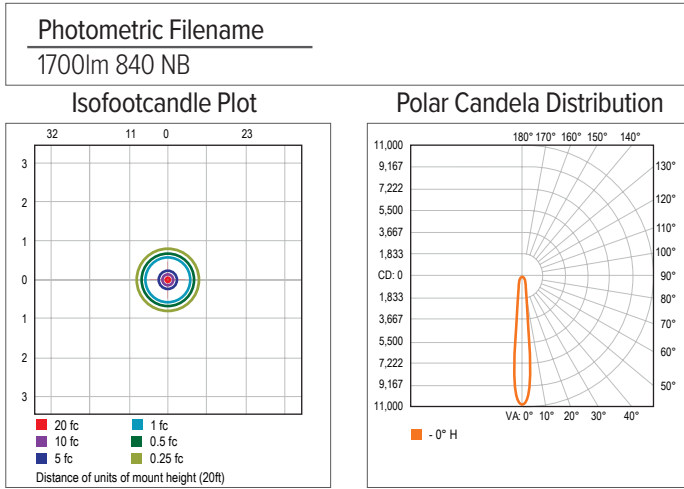 Photometric Filename
1700lm 840 NB
Isofootcandle Plot
32 11 0 23
3
2
1
0
1
2
3
20 fc 1 fc
10 fc 0.5 fc
5 fc 0.25 fc
Distance of units of mount height (20ft)
Polar Candela Distribution
180° 170° 160° 150° 140°
11,000
9,167 130°
7,222 120°
5,500 110°
3,667 100°
1,833
CD: 0 90°
1,833 80°
3,667 70°
5,500 60°
7,222 50°
9,167
11,000
VA: 0° 10° 20° 30° 40°
- 0° H